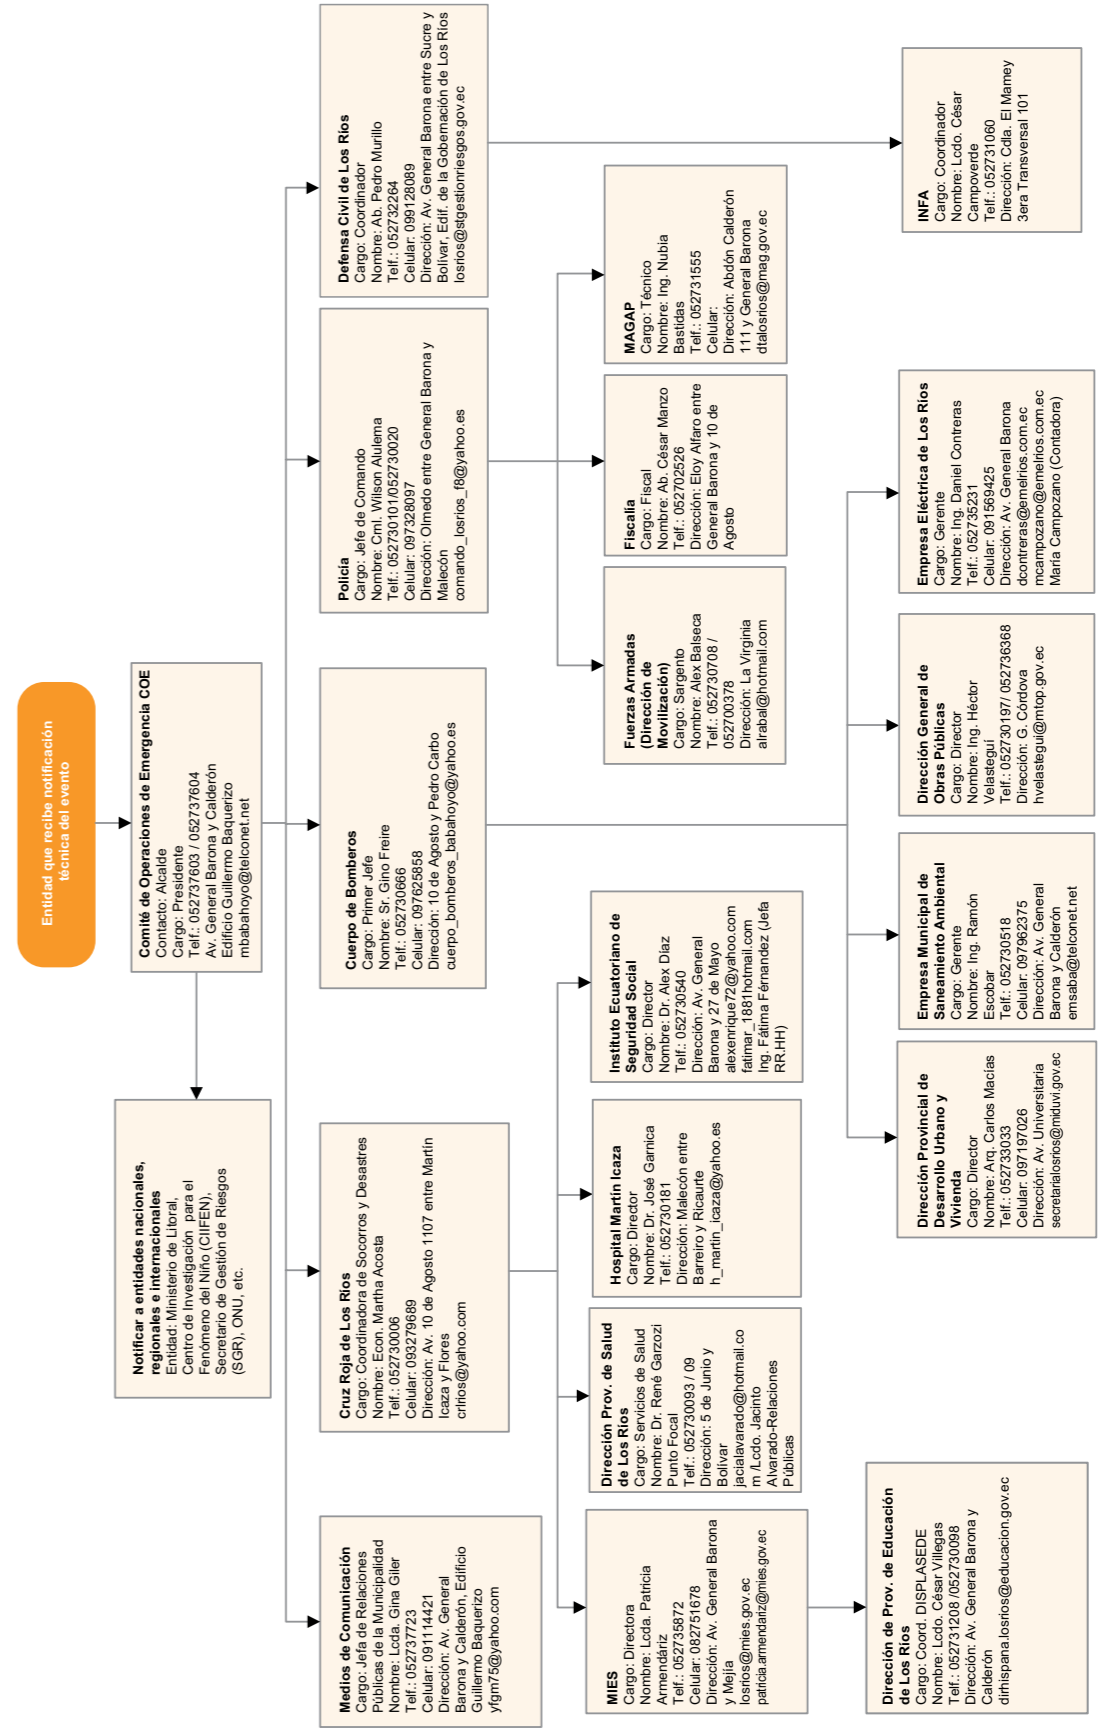 Entidad que recibe notificación
técnica del evento
Comité de Operaciones de Emergencia COE
Contacto: Alcalde
Cargo: Presidente
Telf.: 052737603 / 052737604
Av. General Barona y Calderón
Edificio Guillermo Baquerizo
mbabahoyo@telconet.net
Notificar a entidades nacionales,
regionales e internacionales
Entidad: Ministerio de Litoral,
Centro de Investigación para el
Fenómeno del Niño (CIIFEN),
Secretario de Gestión de Riesgos
(SGR), ONU, etc.
Medios de Comunicación
Cargo: Jefa de Relaciones
Públicas de la Municipalidad
Nombre: Lcda. Gina Giler
Telf.: 052737723
Celular: 091114421
Dirección: Av. General
Barona y Calderón, Edificio
Guillermo Baquerizo
yfgm75@yahoo.com
Cruz Roja de Los Ríos
Cargo: Coordinadora de Socorros y Desastres
Nombre: Econ. Martha Acosta
Telf.: 052730006
Celular: 093279689
Dirección: Av. 10 de Agosto 1107 entre Martín
Icaza y Flores
crlrios@yahoo.com
Cuerpo de Bomberos
Cargo: Primer Jefe
Nombre: Sr. Gino Freire
Telf.: 052730666
Celular: 097625858
Dirección: 10 de Agosto y Pedro Carbo
cuerpo_bomberos_babahoyo@yahoo.es
Policía
Cargo: Jefe de Comando
Nombre: Crnl. Wilson Alulema
Telf.: 052730101/052730020
Celular: 097328097
Dirección: Olmedo entre General Barona y
Malecón
comando_losrios_f8@yahoo.es
Defensa Civil de Los Ríos
Cargo: Coordinador
Nombre: Ab. Pedro Murillo
Telf.: 052732264
Celular: 099128089
Dirección: Av. General Barona entre Sucre y
Bolívar, Edif. de la Gobernación de Los Ríos
losrios@stgestionriesgos.gov.ec
MIES
Cargo: Directora
Nombre: Lcda. Patricia
Armendáriz
Telf.: 052735872
Celular: 082751678
Dirección: Av. General Barona
y Mejía
losrios@mies.gov.ec
patricia.armendariz@mies.gov.ec
Dirección Prov. de Salud
de Los Ríos
Cargo: Servicios de Salud
Nombre: Dr. René Garzozi
Punto Focal
Telf.: 052730093 / 09
Dirección: 5 de Junio y
Bolívar
jacialavarado@hotmail.co
m /Lcdo. Jacinto
Alvarado-Relaciones
Públicas
Hospital Martín Icaza
Cargo: Director
Nombre: Dr. José Garnica
Telf.: 052730181
Dirección: Malecón entre
Barreiro y Ricaurte
h_martin_icaza@yahoo.es
Instituto Ecuatoriano de
Seguridad Social
Cargo: Director
Nombre: Dr. Alex Díaz
Telf.: 052730540
Dirección: Av. General
Barona y 27 de Mayo
alexenrique72@yahoo.com
fatimar_1881hotmail.com
Ing. Fátima Férnandez (Jefa
RR.HH)
Fuerzas Armadas
(Dirección de
Movilización)
Cargo: Sargento
Nombre: Alex Balseca
Telf.: 052730708 /
052700378
Dirección: La Virginia
alrabal@hotmail.com
Fiscalía
Cargo: Fiscal
Nombre: Ab. César Manzo
Telf.: 052702526
Dirección: Eloy Alfaro entre
General Barona y 10 de
Agosto
MAGAP
Cargo: Técnico
Nombre: Ing. Nubia
Bastidas
Telf.: 052731555
Celular:
Dirección: Abdón Calderón
111 y General Barona
dtalosrios@mag.gov.ec
Dirección de Prov. de Educación
de Los Ríos
Cargo: Coord. DISPLASEDE
Nombre: Lcdo. César Villegas
Telf.: 052731208 /052730098
Dirección: Av. General Barona y
Calderón
dirhispana.losrios@educacion.gov.ec
Dirección Provincial de
Desarrollo Urbano y
Vivienda
Cargo: Director
Nombre: Arq. Carlos Macías
Telf.: 052733033
Celular: 097197026
Dirección: Av. Universitaria
secretarialosrios@miduvi.gov.ec
Empresa Municipal de
Saneamiento Ambiental
Cargo: Gerente
Nombre: Ing. Ramón
Escobar
Telf.: 052730518
Celular: 097962375
Dirección: Av. General
Barona y Calderón
emsaba@telconet.net
Dirección General de
Obras Públicas
Cargo: Director
Nombre: Ing. Héctor
Velasteguí
Telf.: 052730197/ 052736368
Dirección: G. Córdova
hvelastegui@mtop.gov.ec
Empresa Eléctrica de Los Ríos
Cargo: Gerente
Nombre: Ing. Daniel Contreras
Telf.: 052735231
Celular: 091569425
Dirección: Av. General Barona
dcontreras@emelrios.com.ec
mcampozano@emelrios.com.ec
María Campozano (Contadora)
INFA
Cargo: Coordinador
Nombre: Lcdo. César
Campoverde
Telf.: 052731060
Dirección: Cdla. El Mamey
3era Transversal 101